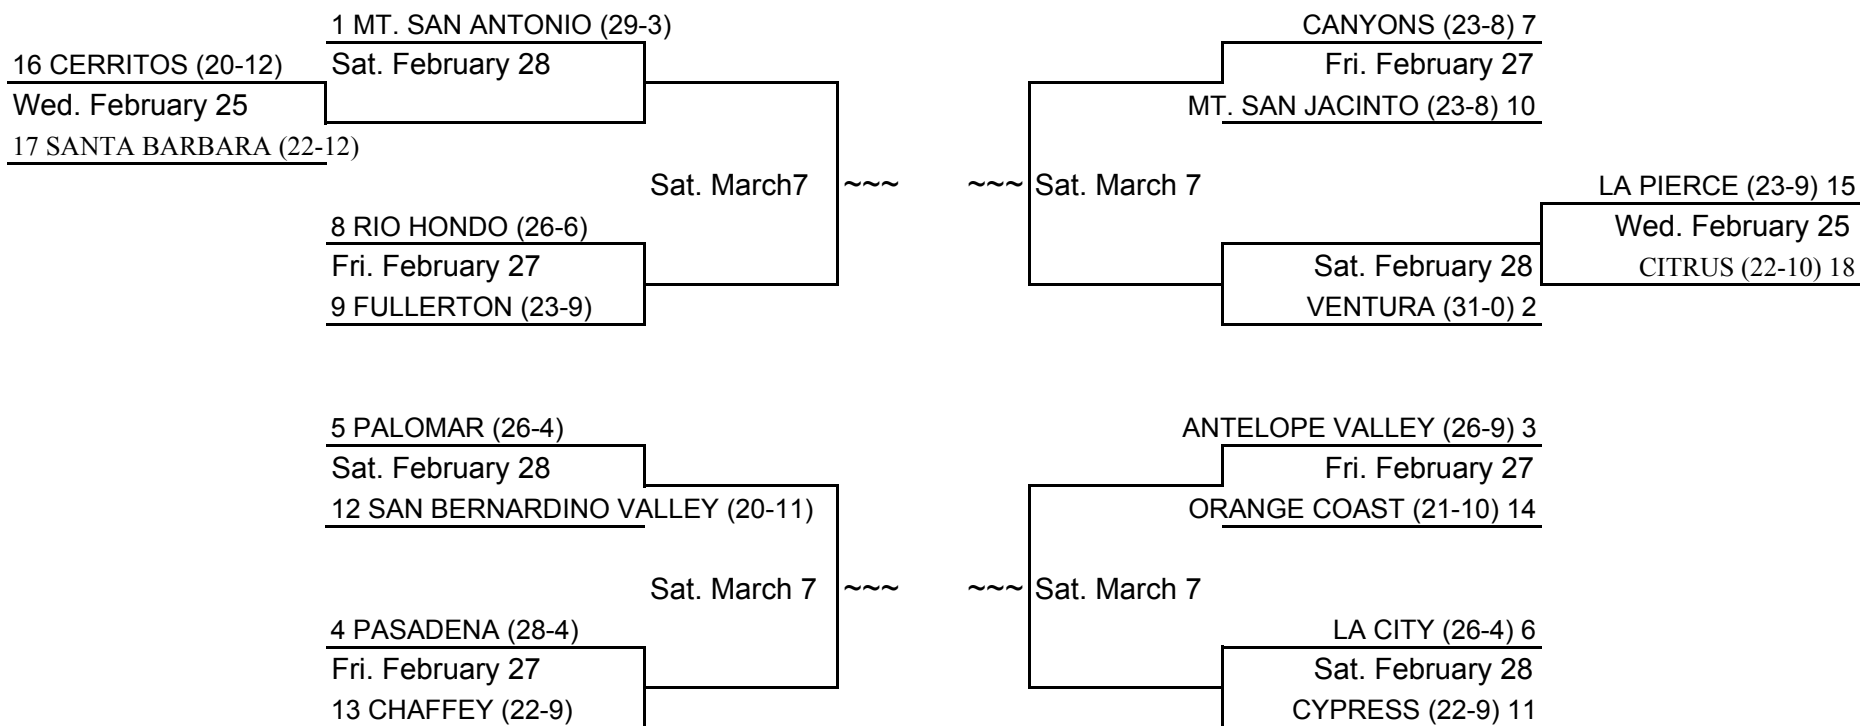 1 MT. SAN ANTONIO (29-3)
16 CERRITOS (20-12)
Sat. February 28
Wed. February 25
17 SANTA BARBARA (22-12)
Sat. March7
~~~
8 RIO HONDO (26-6)
Fri. February 27
9 FULLERTON (23-9)
CANYONS (23-8) 7
Fri. February 27
MT. SAN JACINTO (23-8) 10
~~~
Sat. March 7
LA PIERCE (23-9) 15
Wed. February 25
CITRUS (22-10) 18
Sat. February 28
VENTURA (31-0) 2
5 PALOMAR (26-4)
Sat. February 28
12 SAN BERNARDINO VALLEY (20-11)
Sat. March 7
~~~
4 PASADENA (28-4)
Fri. February 27
13 CHAFFEY (22-9)
ANTELOPE VALLEY (26-9) 3
Fri. February 27
ORANGE COAST (21-10) 14
~~~
Sat. March 7
LA CITY (26-4) 6
Sat. February 28
CYPRESS (22-9) 11